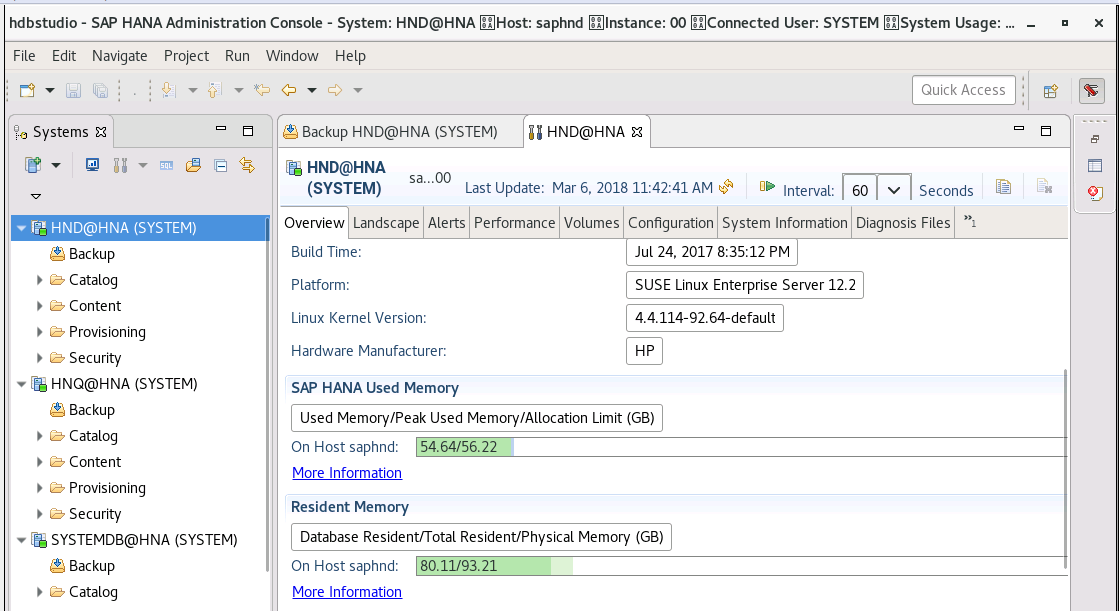 hdbstudio - SAP HANA Administration Console - System: HND@HNA Host: saphnd Instance: 00 Connected User: SYSTEM System Usage: ...
File Edit Navigate Project Run Window Help
Quick Access
Systems
Backup HND@HNA (SYSTEM)
HND@HNA
HND@HNA (SYSTEM)
HND@HNA
(SYSTEM)
sa...00
Last Update: Mar 6, 2018 11:42:41 AM
Interval: 60 Seconds
Overview Landscape Alerts Performance Volumes Configuration System Information Diagnosis Files »1
Backup
Catalog
Content
Provisioning
Security
HNQ@HNA (SYSTEM)
Backup
Catalog
Content
Provisioning
Security
SYSTEMDB@HNA (SYSTEM)
Backup
Catalog
Build Time: Jul 24, 2017 8:35:12 PM
Platform: SUSE Linux Enterprise Server 12.2
Linux Kernel Version: 4.4.114-92.64-default
Hardware Manufacturer: HP
SAP HANA Used Memory
Used Memory/Peak Used Memory/Allocation Limit (GB)
On Host saphnd: 54.64/56.22
More Information
Resident Memory
Database Resident/Total Resident/Physical Memory (GB)
On Host saphnd: 80.11/93.21
More Information